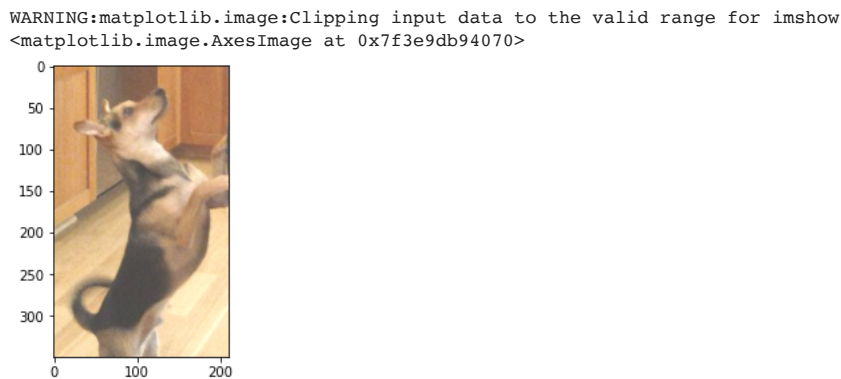 WARNING:matplotlib.image:Clipping input data to the valid range for imshow
<matplotlib.image.AxesImage at 0x7f3e9db94070>
0
50
100
150
200
250
300
0 100 200